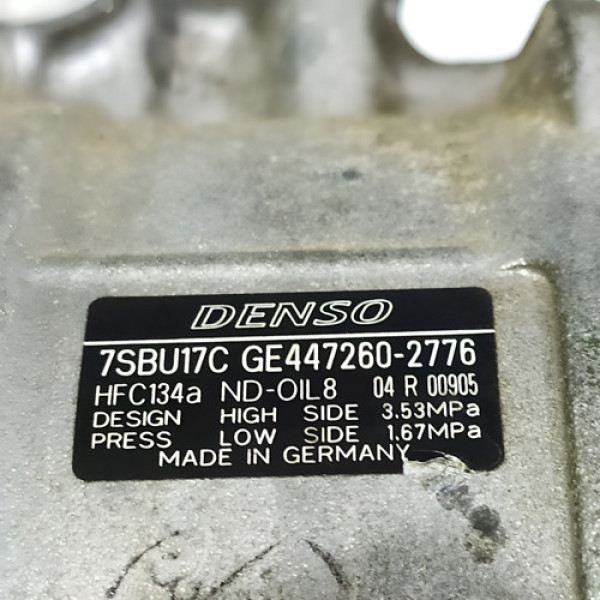 DENSO
7SBU17C GE447260-2776
HFC134a ND-OIL8 04 R 00905
DESIGN HIGH SIDE 3.53MPa
PRESS LOW SIDE 1.67MPa
MADE IN GERMANY